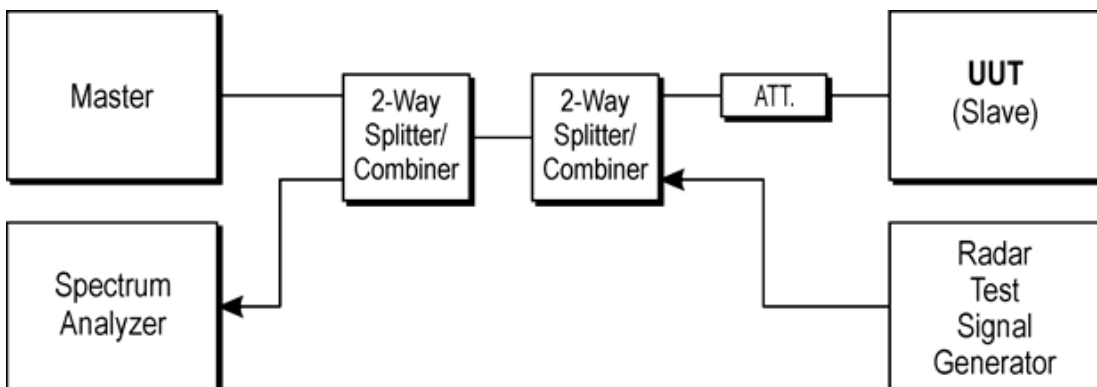 Master
2-Way
Splitter/
Combiner
2-Way
Splitter/
Combiner
ATT.
UUT
(Slave)
Spectrum
Analyzer
Radar
Test
Signal
Generator